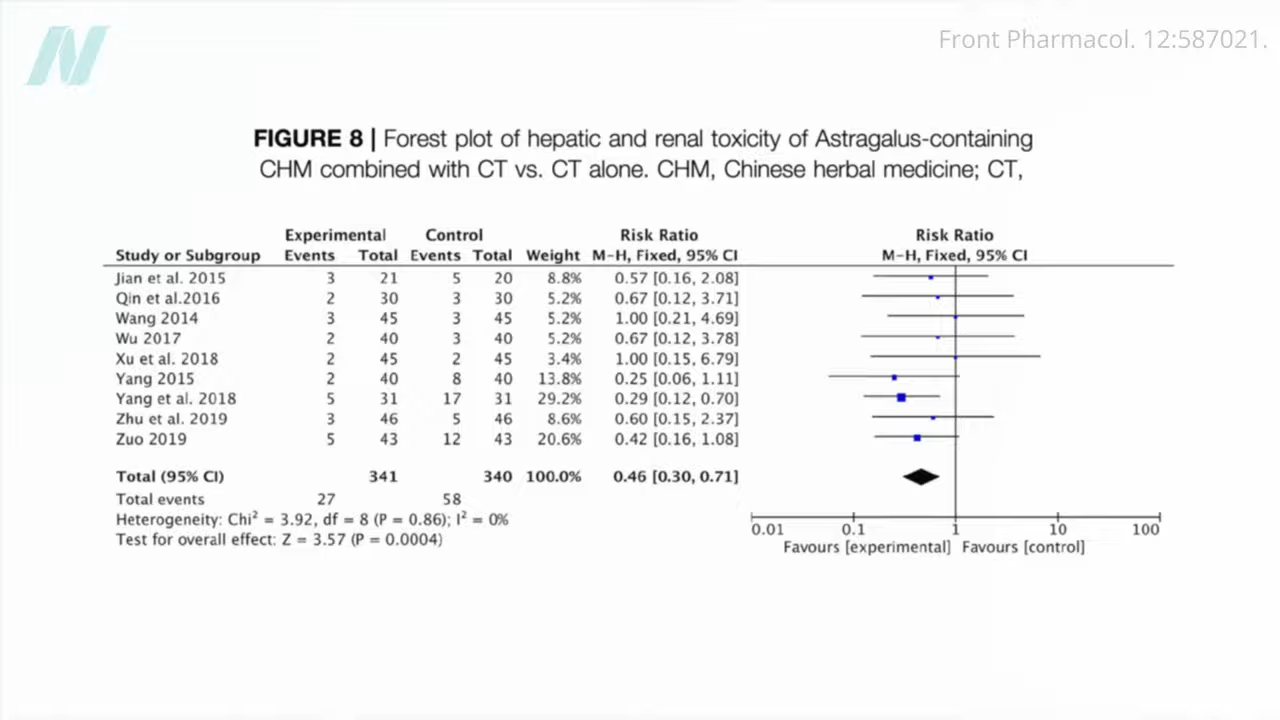 Front Pharmacol. 12:587021.
FIGURE 8 | Forest plot of hepatic and renal toxicity of Astragalus-containing
CHM combined with CT vs. CT alone. CHM, Chinese herbal medicine; CT,
Experimental Control Risk Ratio Risk Ratio
Study or Subgroup Events Total Events Total Weight M-H, Fixed, 95% CI M-H, Fixed, 95% CI
Jian et al. 2015 3 21 5 20 8.8% 0.57 [0.16, 2.08]
Qin et al.2016 2 30 3 30 5.2% 0.67 [0.12, 3.71]
Wang 2014 3 45 3 45 5.2% 1.00 [0.21, 4.69]
Wu 2017 2 40 3 40 5.2% 0.67 [0.12, 3.78]
Xu et al. 2018 2 45 2 45 3.4% 1.00 [0.15, 6.79]
Yang 2015 2 40 8 40 13.8% 0.25 [0.06, 1.11]
Yang et al. 2018 5 31 17 31 29.2% 0.29 [0.12, 0.70]
Zhu et al. 2019 3 46 5 46 8.6% 0.60 [0.15, 2.37]
Zuo 2019 5 43 12 43 20.6% 0.42 [0.16, 1.08]
Total (95% CI) 341 340 100.0% 0.46 [0.30, 0.71]
Total events 27 58
Heterogeneity: Chi² = 3.92, df = 8 (P = 0.86); I² = 0%
Test for overall effect: Z = 3.57 (P = 0.0004)
0.01 0.1 1 10 100
Favours [experimental] Favours [control]